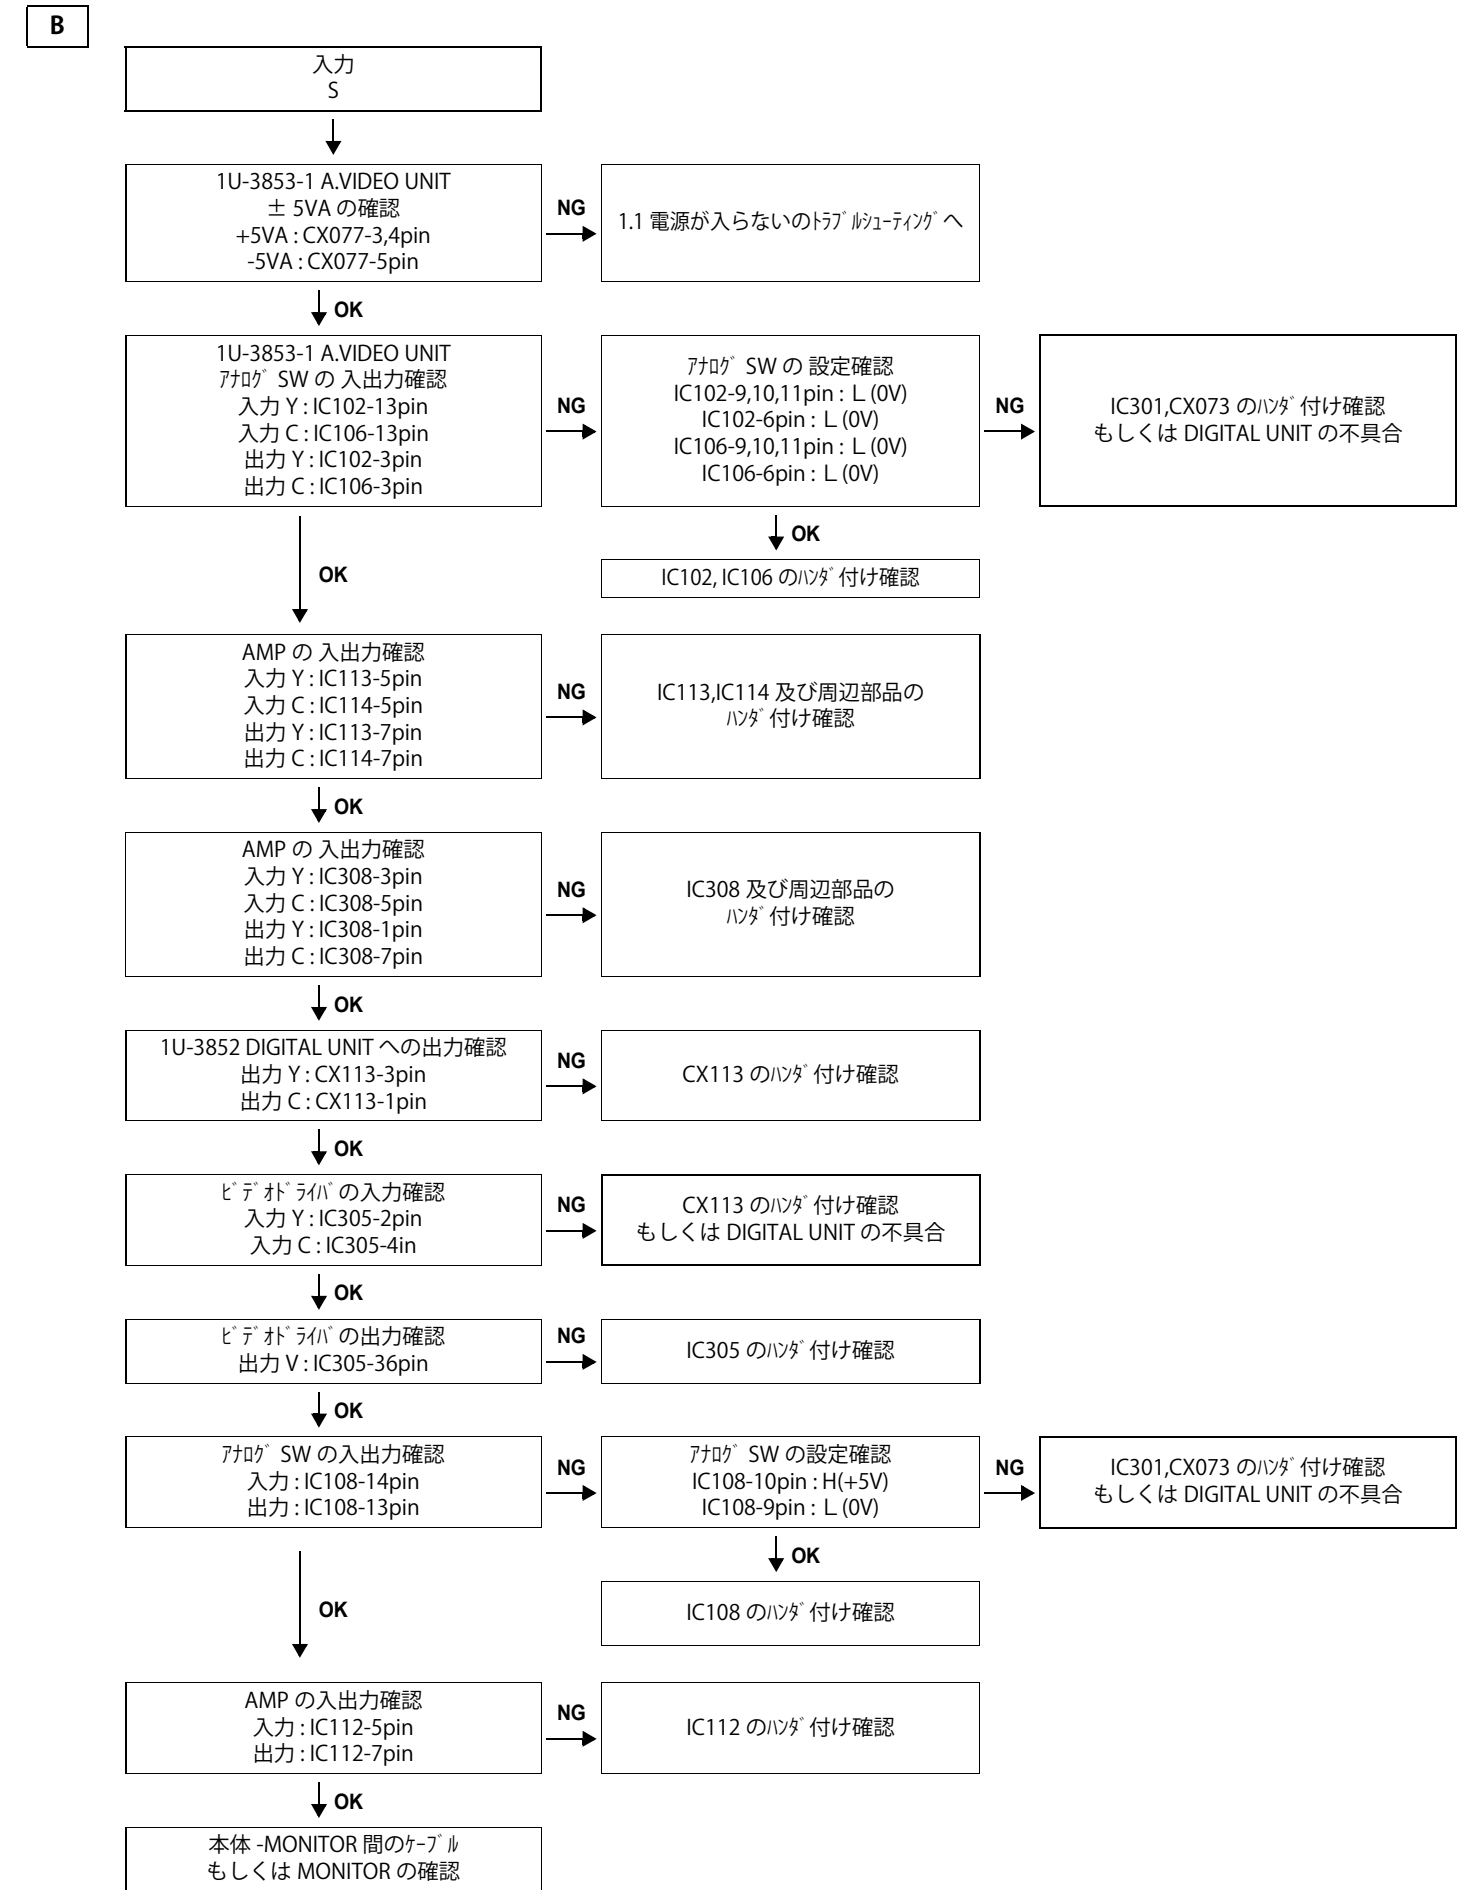 B
入力
S
1U-3853-1 A.VIDEO UNIT
± 5VA の確認
+5VA : CX077-3,4pin
-5VA : CX077-5pin
NG
1.1 電源が入らないのﾄﾗﾌﾞﾙｼｭｰﾃｨﾝｸﾞへ
OK
1U-3853-1 A.VIDEO UNIT
ｱﾅﾛｸﾞ SW の 入出力確認
入力 Y : IC102-13pin
入力 C : IC106-13pin
出力 Y : IC102-3pin
出力 C : IC106-3pin
NG
ｱﾅﾛｸﾞ SW の 設定確認
IC102-9,10,11pin : L (0V)
IC102-6pin : L (0V)
IC106-9,10,11pin : L (0V)
IC106-6pin : L (0V)
NG
IC301,CX073 のﾊﾝﾀﾞ付け確認
もしくは DIGITAL UNIT の不具合
OK
IC102, IC106 のﾊﾝﾀﾞ付け確認
OK
AMP の 入出力確認
入力 Y : IC113-5pin
入力 C : IC114-5pin
出力 Y : IC113-7pin
出力 C : IC114-7pin
NG
IC113,IC114 及び周辺部品の
ﾊﾝﾀﾞ付け確認
OK
AMP の 入出力確認
入力 Y : IC308-3pin
入力 C : IC308-5pin
出力 Y : IC308-1pin
出力 C : IC308-7pin
NG
IC308 及び周辺部品の
ﾊﾝﾀﾞ付け確認
OK
1U-3852 DIGITAL UNIT への出力確認
出力 Y : CX113-3pin
出力 C : CX113-1pin
NG
CX113 のﾊﾝﾀﾞ付け確認
OK
ﾋﾞﾃﾞｵﾄﾞﾗｲﾊﾞの入力確認
入力 Y : IC305-2pin
入力 C : IC305-4in
NG
CX113 のﾊﾝﾀﾞ付け確認
もしくは DIGITAL UNIT の不具合
OK
ﾋﾞﾃﾞｵﾄﾞﾗｲﾊﾞの出力確認
出力 V : IC305-36pin
NG
IC305 のﾊﾝﾀﾞ付け確認
OK
ｱﾅﾛｸﾞ SW の入出力確認
入力 : IC108-14pin
出力 : IC108-13pin
NG
ｱﾅﾛｸﾞ SW の設定確認
IC108-10pin : H(+5V)
IC108-9pin : L (0V)
NG
IC301,CX073 のﾊﾝﾀﾞ付け確認
もしくは DIGITAL UNIT の不具合
OK
IC108 のﾊﾝﾀﾞ付け確認
OK
AMP の入出力確認
入力 : IC112-5pin
出力 : IC112-7pin
NG
IC112 のﾊﾝﾀﾞ付け確認
OK
本体 -MONITOR 間のｹｰﾌﾞﾙ
もしくは MONITOR の確認